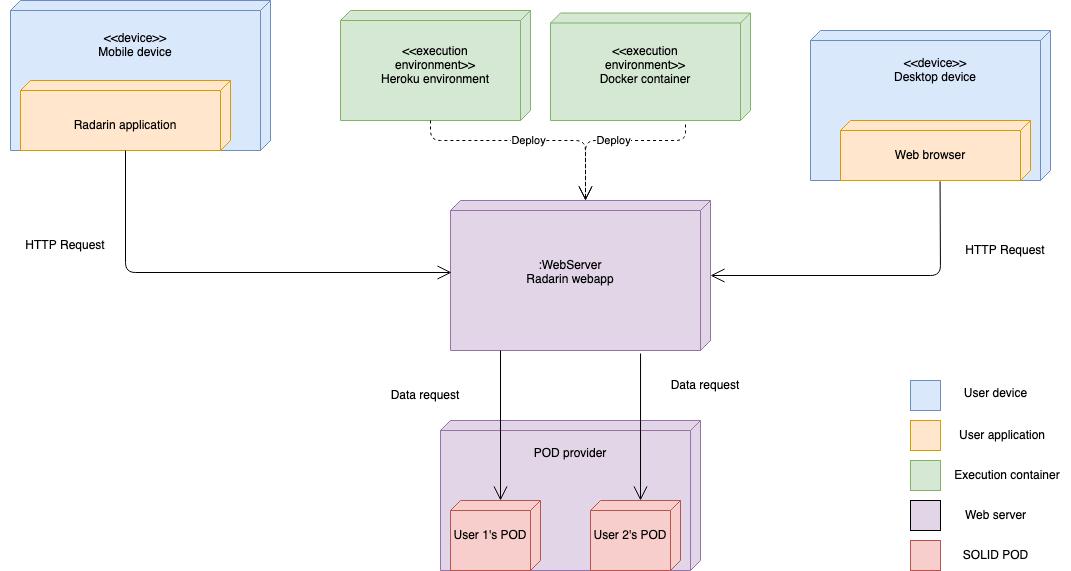 <<device>>
Mobile device
Radarin application
<<execution
environment>>
Heroku environment
<<execution
environment>>
Docker container
<<device>>
Desktop device
Web browser
Deploy
Deploy
HTTP Request
HTTP Request
:WebServer
Radarin webapp
Data request
Data request
POD provider
User 1's POD
User 2's POD
User device
User application
Execution container
Web server
SOLID POD